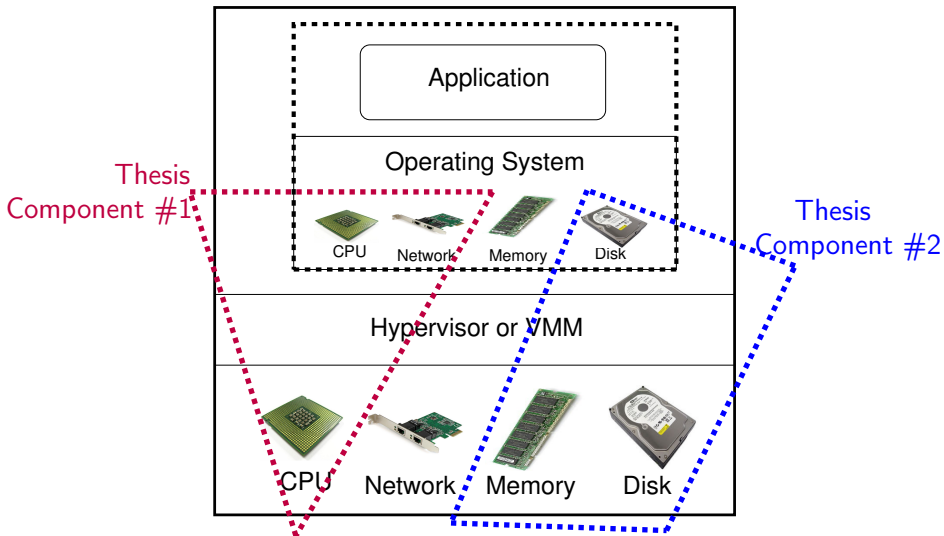 Application
Operating System
Thesis
Component #1
Thesis
Component #2
CPU
Network
Memory
Disk
Hypervisor or VMM
CPU
Network
Memory
Disk